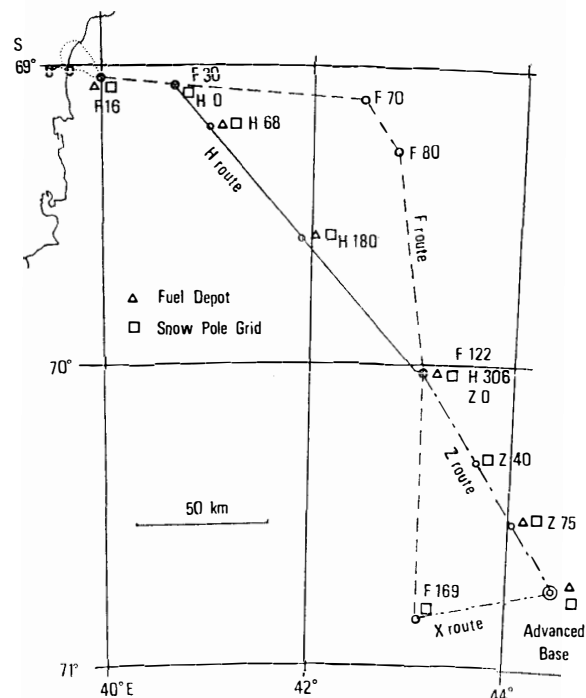 S
69°
F 30
F 16
H 0
F 70
H 68
F 80
H route
H 180
F route
Fuel Depot
Snow Pole Grid
F 122
70°
H 306
Z 0
Z 40
Z route
50 km
Z 75
F 169
X route
Advanced
Base
71°
40°E
42°
44°